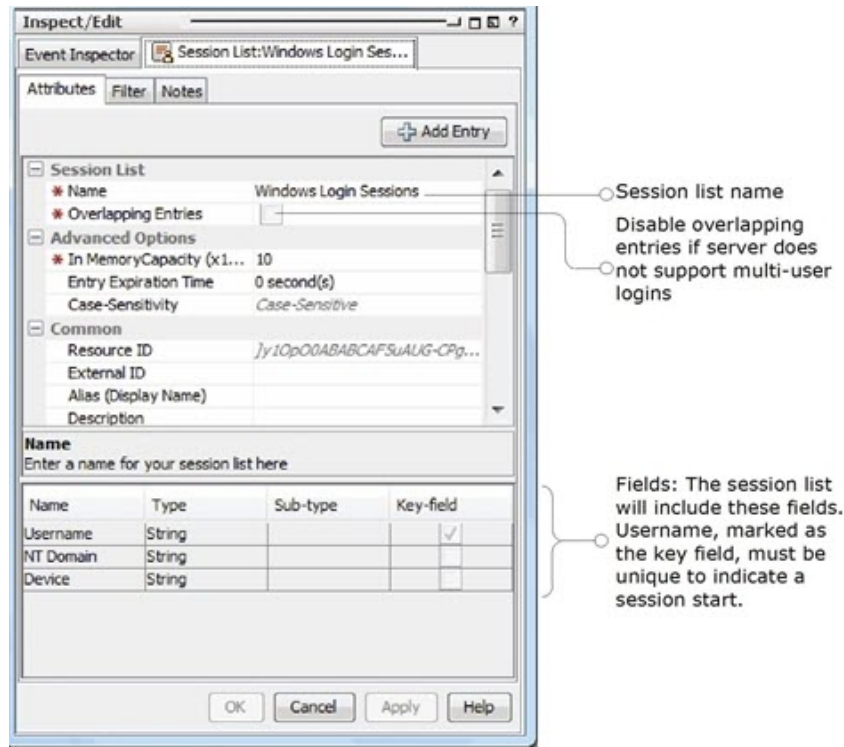 Inspect/Edit
?
Event Inspector
Session List:Windows Login Ses...
Attributes
Filter
Notes
Add Entry
Session List
* Name Windows Login Sessions
* Overlapping Entries
Advanced Options
* In MemoryCapacity (x1... 10
Entry Expiration Time 0 second(s)
Case-Sensitivity Case-Sensitive
Common
Resource ID
External ID
Alias (Display Name)
Description
Name
Enter a name for your session list here
Name Type Sub-type Key-field
Username String
NT Domain String
Device String
OK Cancel Apply Help
Session list name
Disable overlapping
entries if server does
not support multi-user
logins
Fields: The session list
will include these fields.
Username, marked as
the key field, must be
unique to indicate a
session start.